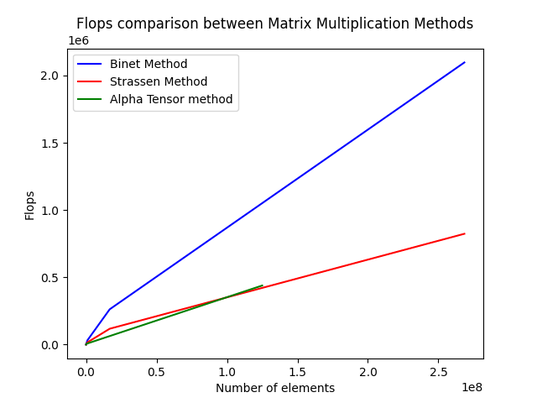 Flops comparison between Matrix Multiplication Methods
1e6
Binet Method
Strassen Method
Alpha Tensor method
2.0
1.5
1.0
0.5
0.0
Flops
0.0 0.5 1.0 1.5 2.0 2.5
Number of elements
1e8